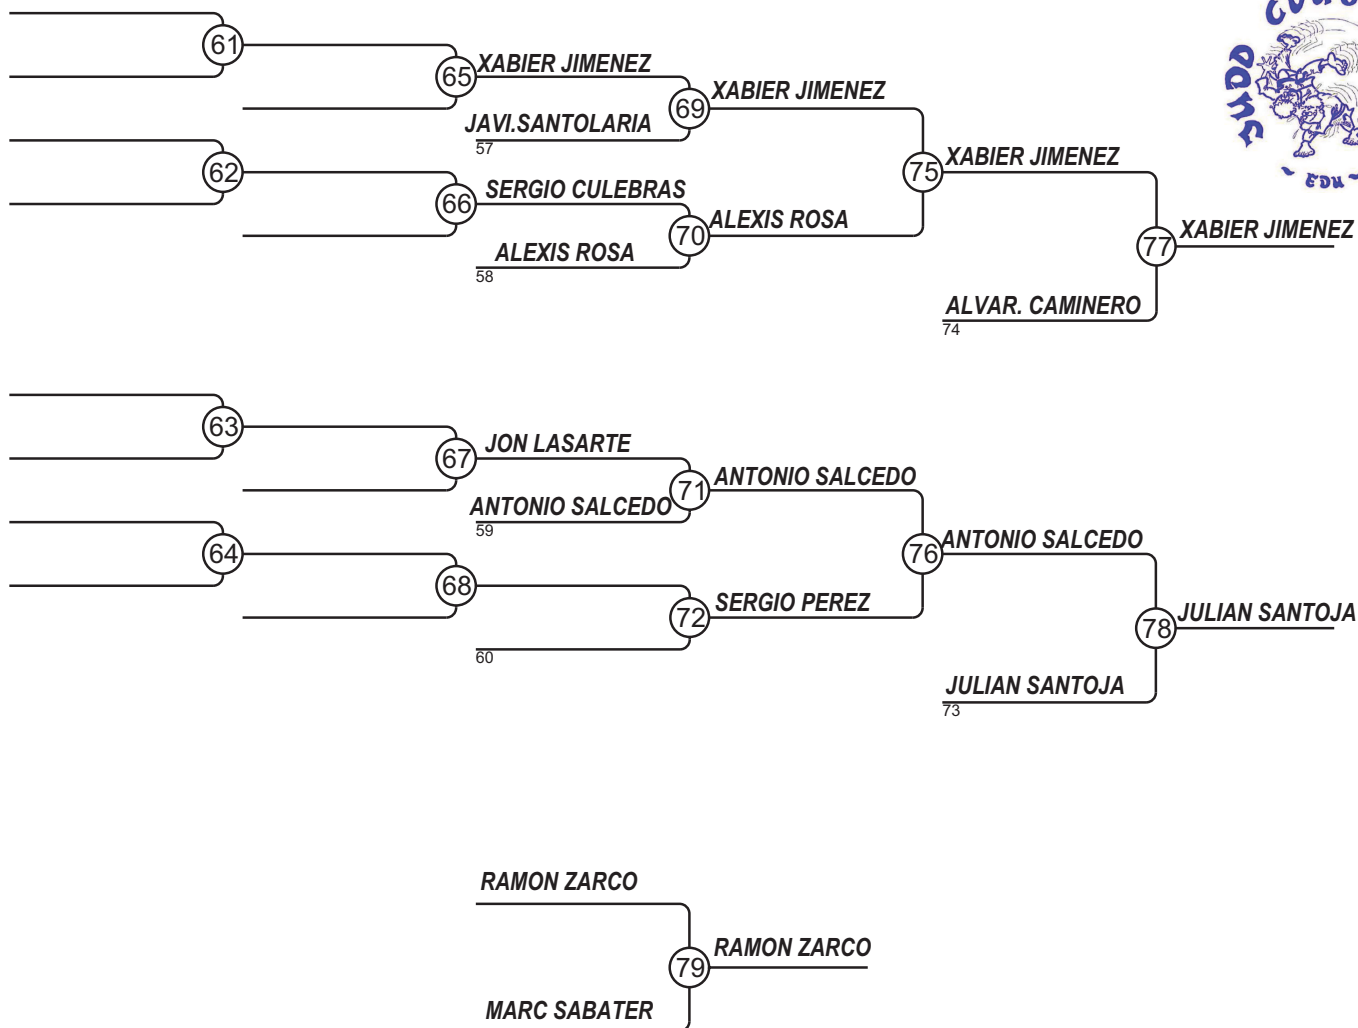 61
65
XABIER JIMENEZ
69
XABIER JIMENEZ
JAVI.SANTOLARIA
57
62
66
SERGIO CULEBRAS
70
ALEXIS ROSA
ALEXIS ROSA
58
75
XABIER JIMENEZ
77
XABIER JIMENEZ
ALVAR. CAMINERO
74
63
67
JON LASARTE
71
ANTONIO SALCEDO
ANTONIO SALCEDO
59
64
68
72
SERGIO PEREZ
60
76
ANTONIO SALCEDO
78
JULIAN SANTOJA
JULIAN SANTOJA
73
RAMON ZARCO
79
RAMON ZARCO
MARC SABATER
EDU